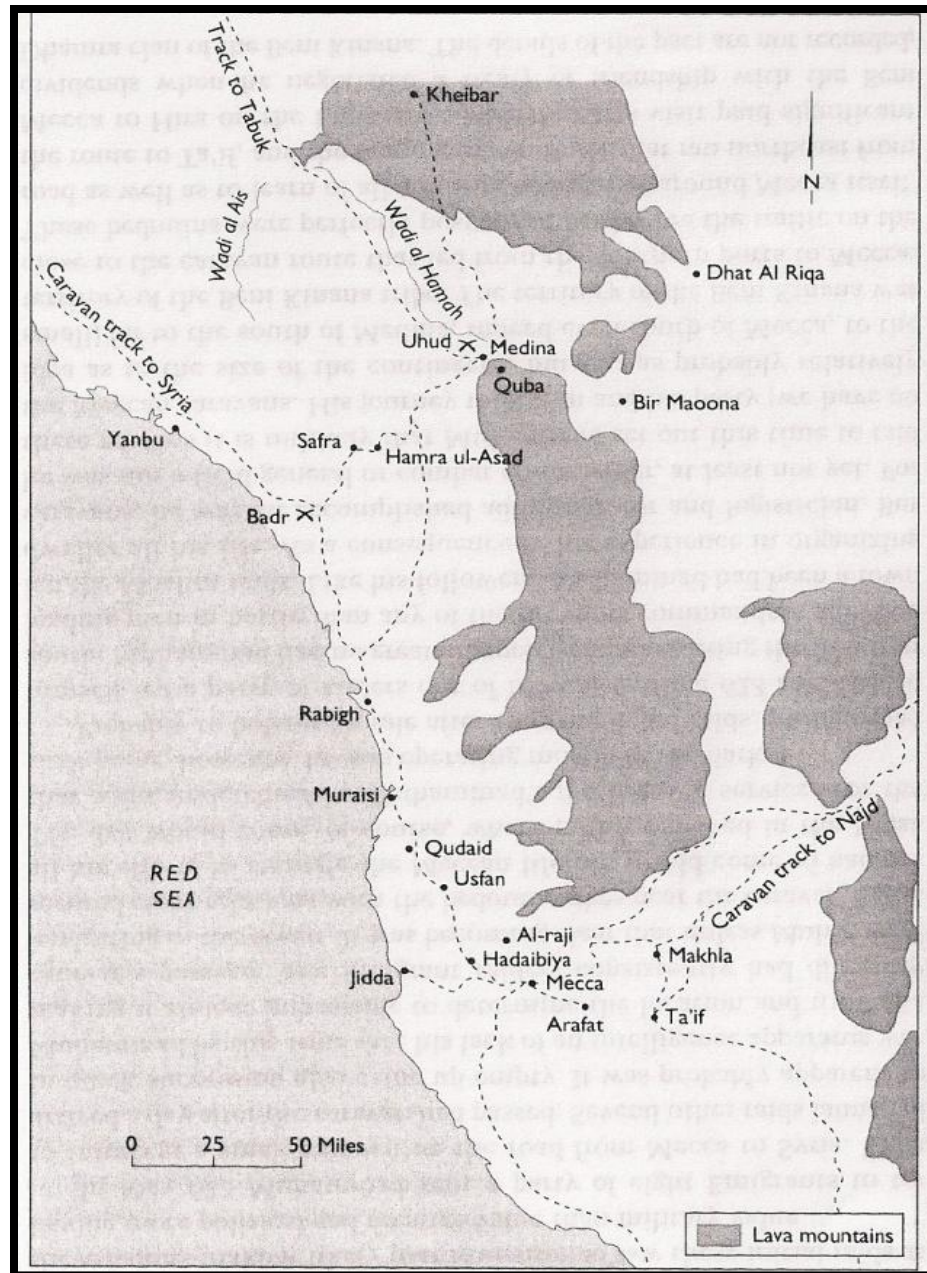 Track to Tabuk
Kheibar
N
Wadi al Ais
Wadi al Hamdh
Dhat Al Riqa
Caravan track to Syria
Uhud
Medina
Quba
Bir Maoona
Yanbu
Safra
Hamra ul-Asad
Badr
Rabigh
Muraisi
Qudaid
Usfan
RED
SEA
Caravan track to Najd
Al-raji
Hadaibiya
Makhla
Jidda
Mecca
Arafat
Ta'if
0 25 50 Miles
Lava mountains